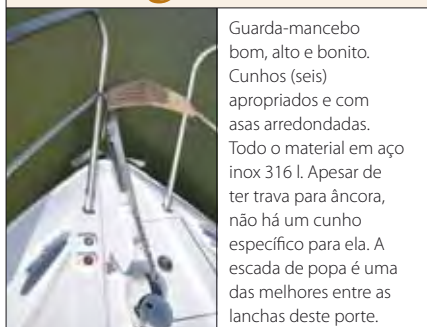 Guarda-mancebo
bom, alto e bonito.
Cunhos (seis)
apropriados e com
asas arredondadas.
Todo o material em aço
inox 316 l. Apesar de
ter trava para âncora,
não há um cunho
específico para ela. A
escada de popa é uma
das melhores entre as
lanchas deste porte.